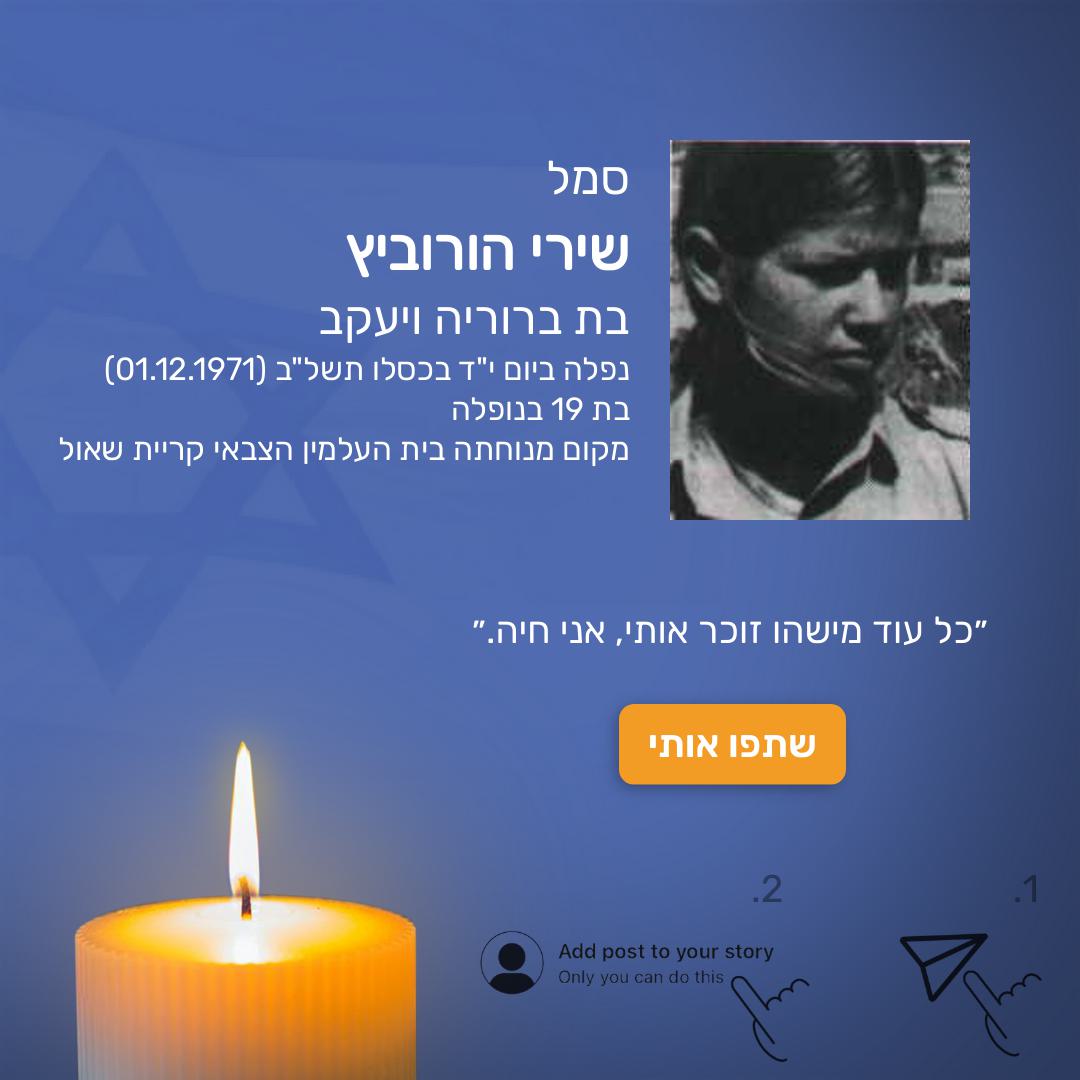 סמל
שירי הורוביץ
בת ברוריה ויעקב
נפלה ביום י"ד בכסלו תשל"ב (01.12.1971)
בת 19 בנופלה
מקום מנוחתה בית העלמין הצבאי קריית שאול
״כל עוד מישהו זוכר אותי, אני חיה.״
שתפו אותי
1.
2.
Add post to your story
Only you can do this